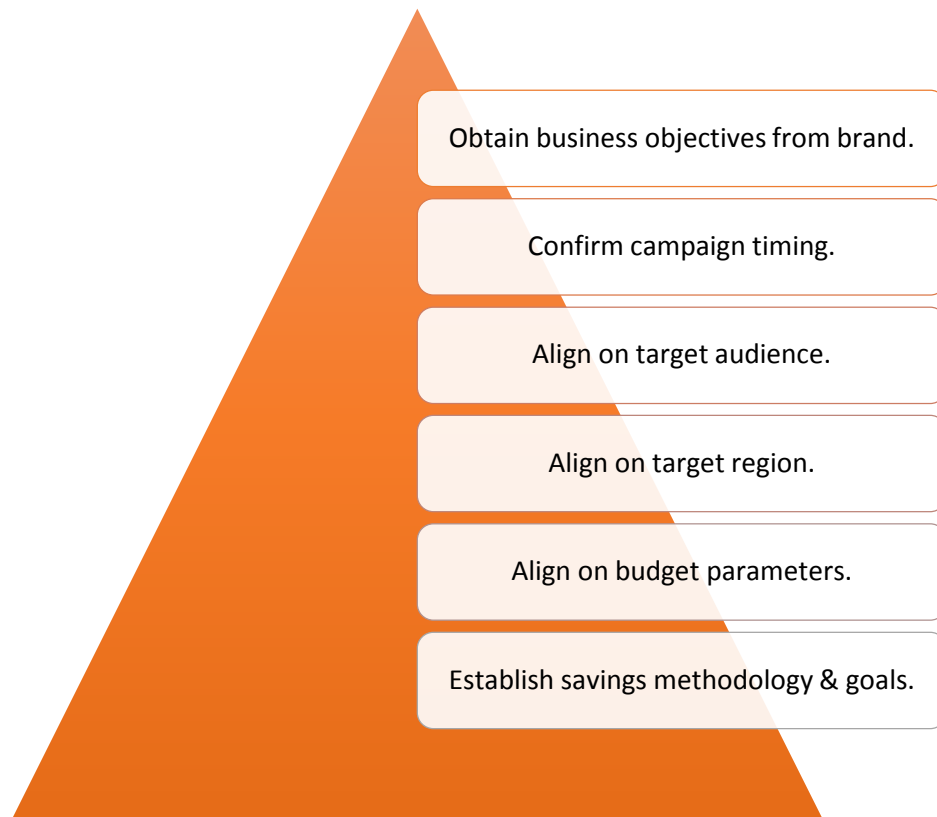 Obtain business objectives from brand.
Confirm campaign timing.
Align on target audience.
Align on target region.
Align on budget parameters.
Establish savings methodology & goals.